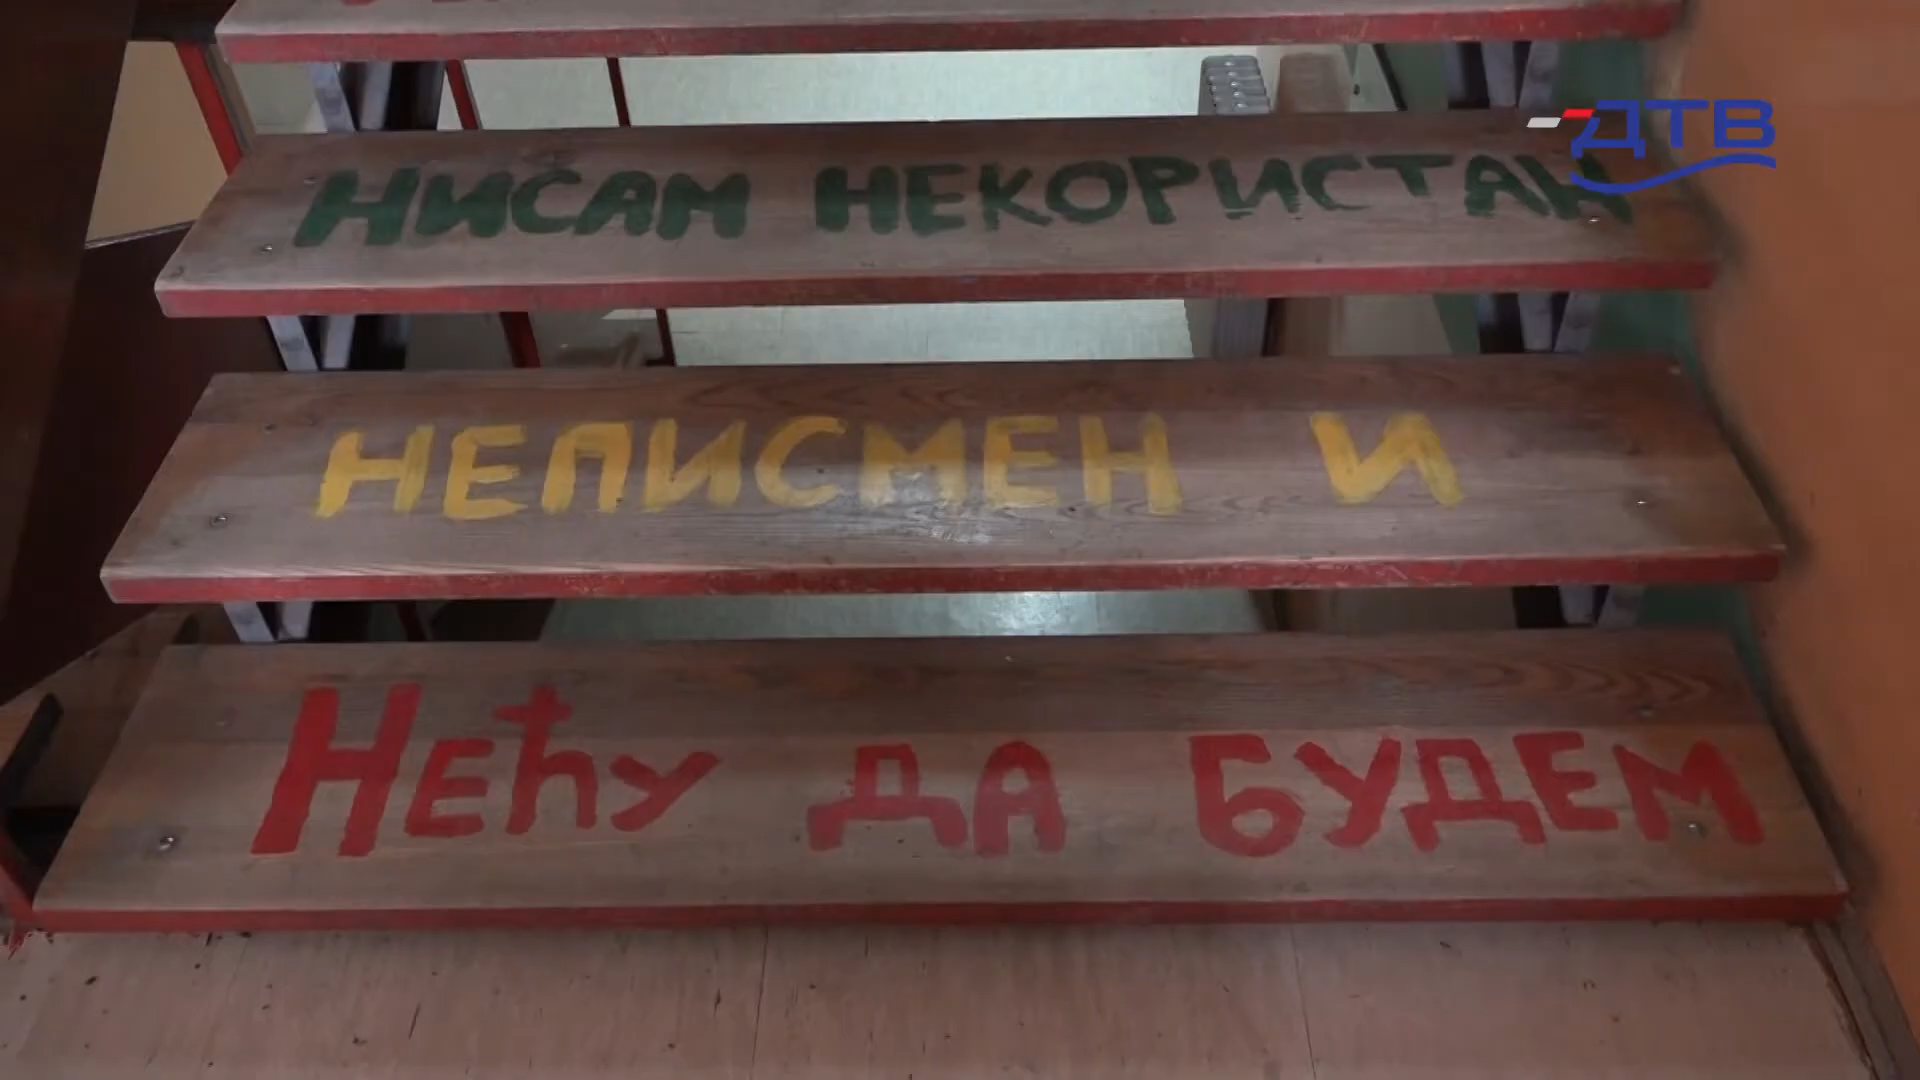 ДТВ
НИСАМ НЕКОРИСТАН
НЕПИСМЕН И
НЕЋУ ДА БУДЕМ